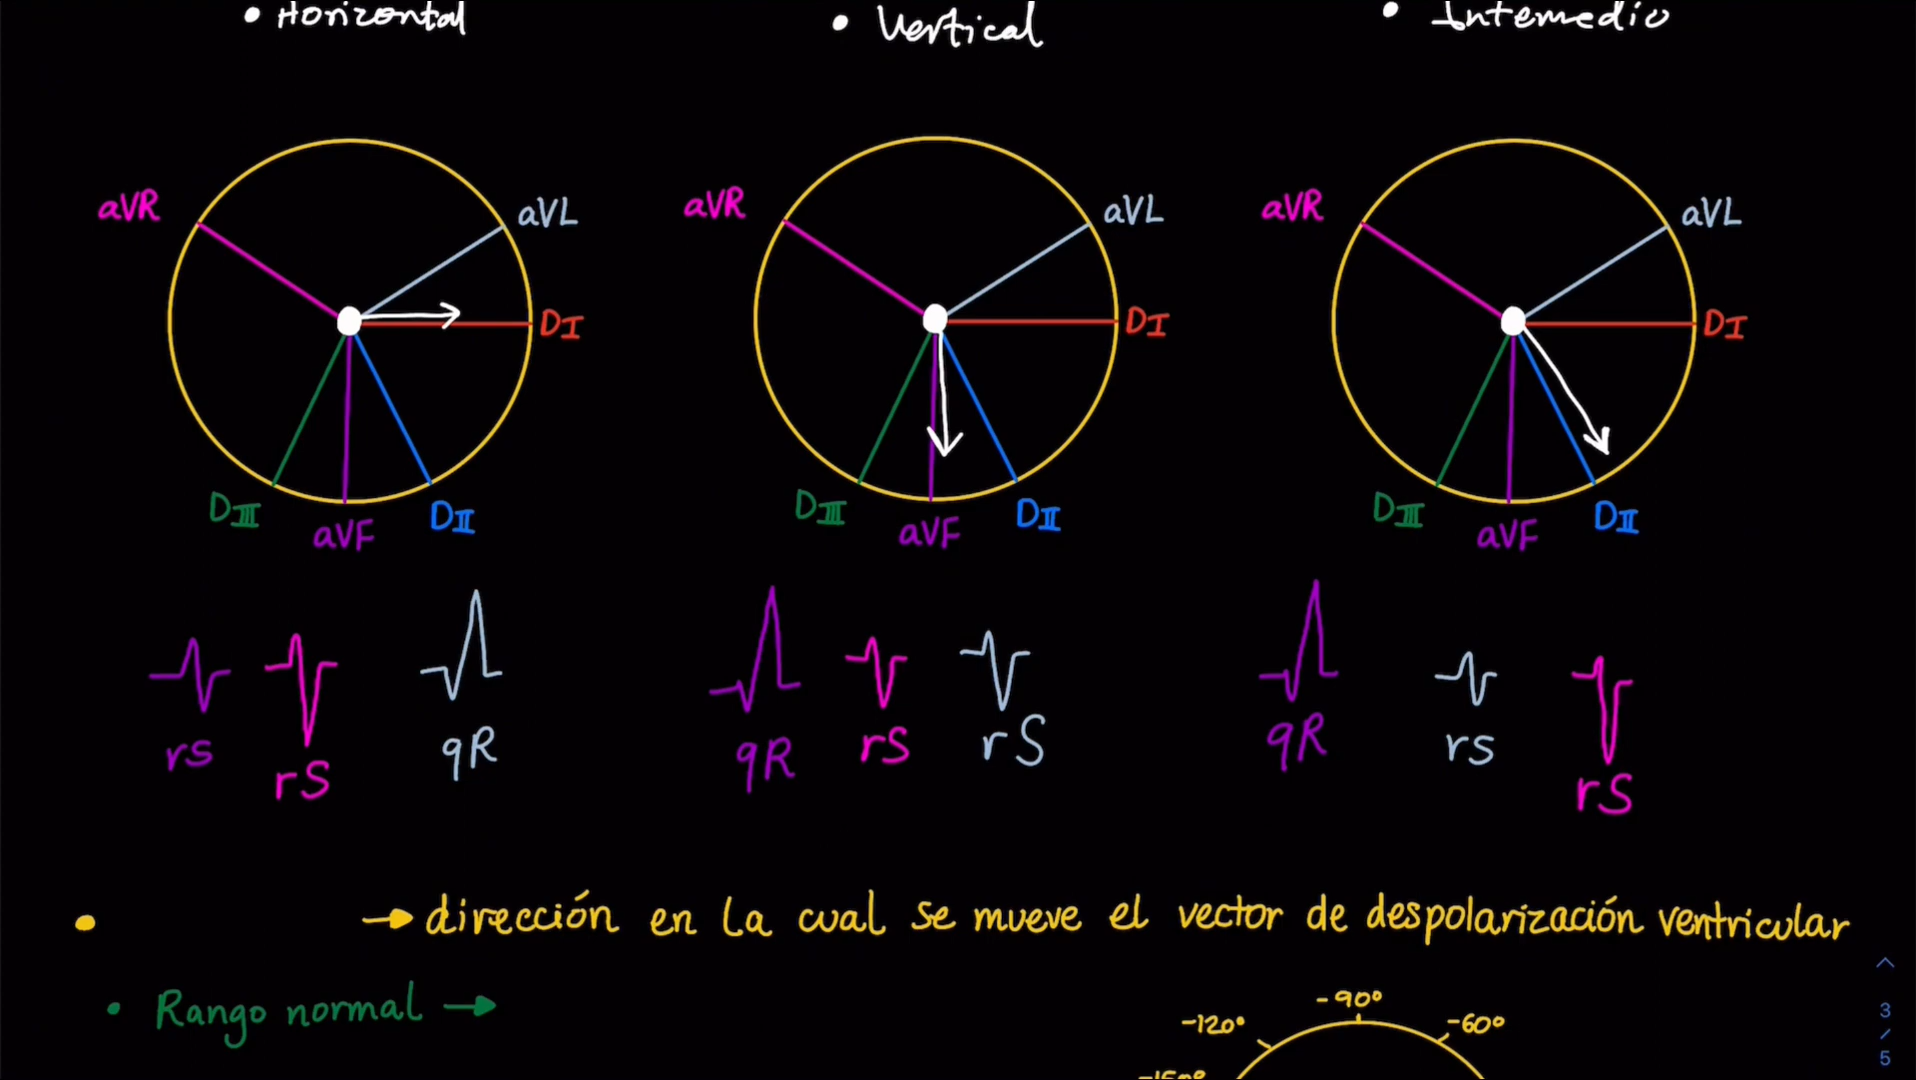 • Horizontal
• Vertical
• Intermedio
aVR
aVL
DI
DIII
aVF
DII
aVR
aVL
DI
DIII
aVF
DII
aVR
aVL
DI
DIII
aVF
DII
rs
rS
qR
qR
rS
rS
qR
rs
rS
• → dirección en la cual se mueve el vector de despolarización ventricular
• Rango normal →
-90°
-120°
-60°
-150°
3
/
5